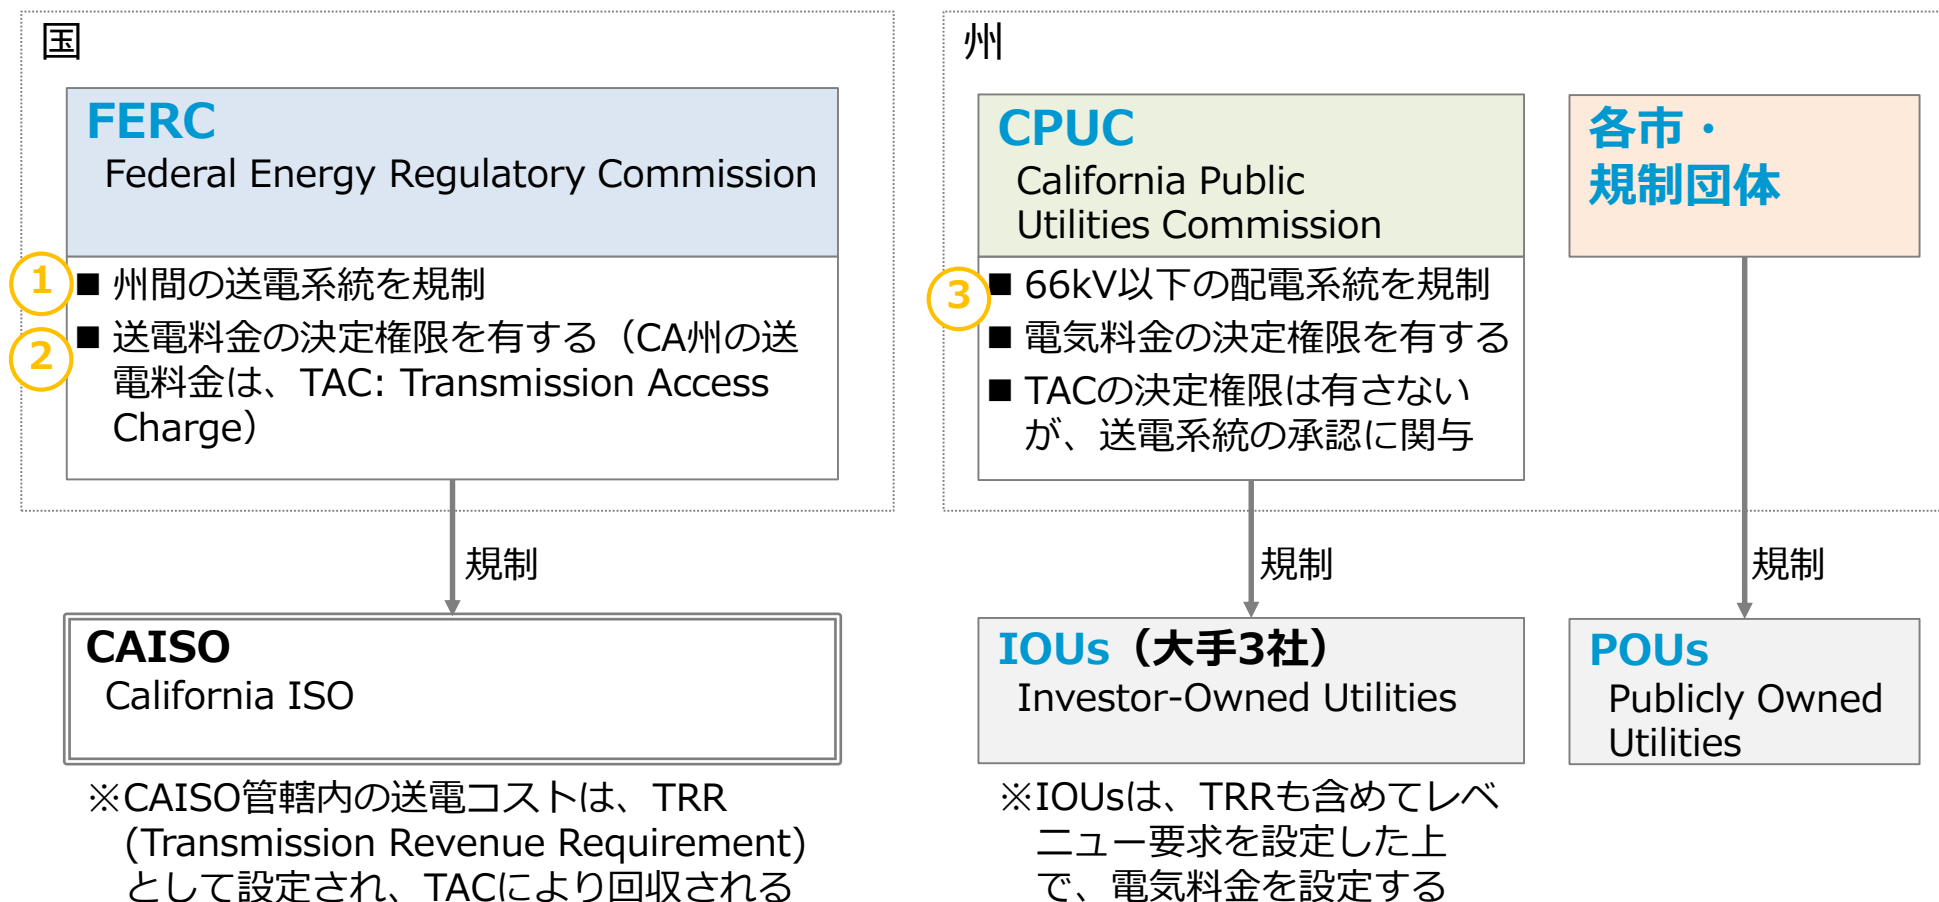 国
FERC
Federal Energy Regulatory Commission
1
■ 州間の送電系統を規制
2
■ 送電料金の決定権限を有する（CA州の送
電料金は、TAC: Transmission Access
Charge）
規制
CAISO
California ISO
※CAISO管轄内の送電コストは、TRR
(Transmission Revenue Requirement)
として設定され、TACにより回収される
州
CPUC
California Public
Utilities Commission
3
■ 66kV以下の配電系統を規制
■ 電気料金の決定権限を有する
■ TACの決定権限は有さない
が、送電系統の承認に関与
規制
IOUs（大手3社）
Investor-Owned Utilities
※IOUsは、TRRも含めてレベ
ニュー要求を設定した上
で、電気料金を設定する
各市・
規制団体
規制
POUs
Publicly Owned
Utilities